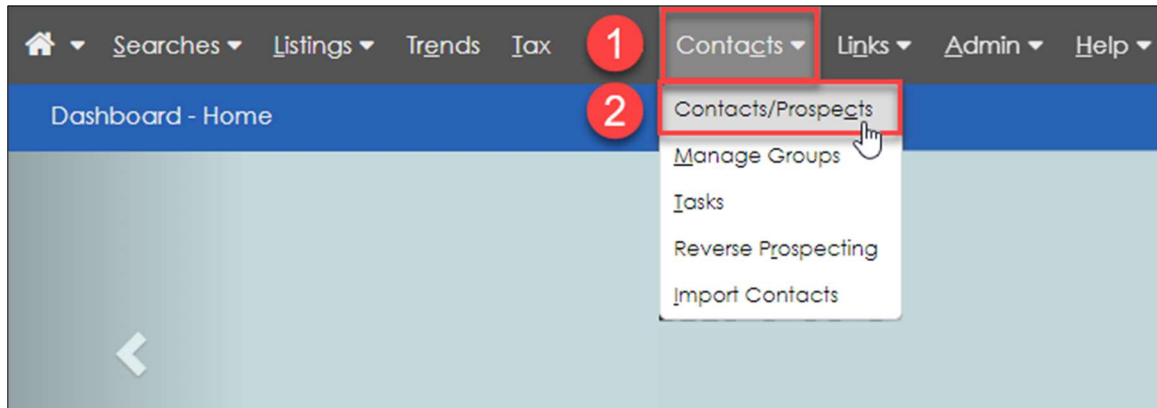 Searches Listings Trends Tax 1 Contacts Links Admin Help
Dashboard - Home 2 Contacts/Prospects
Manage Groups
Tasks
Reverse Prospecting
Import Contacts